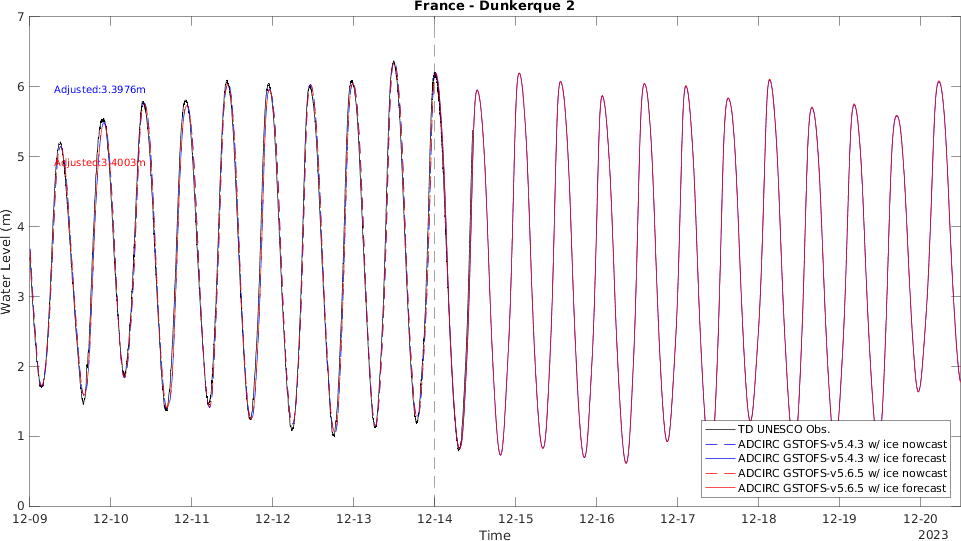 France - Dunkerque 2
7
6
5
4
3
2
1
0
Water Level (m)
Adjusted:3.3976m
Adjusted:3.4003m
TD UNESCO Obs.
ADCIRC GSTOFS-v5.4.3 w/ ice nowcast
ADCIRC GSTOFS-v5.4.3 w/ ice forecast
ADCIRC GSTOFS-v5.6.5 w/ ice nowcast
ADCIRC GSTOFS-v5.6.5 w/ ice forecast
12-09 12-10 12-11 12-12 12-13 12-14 12-15 12-16 12-17 12-18 12-19 12-20
Time
2023